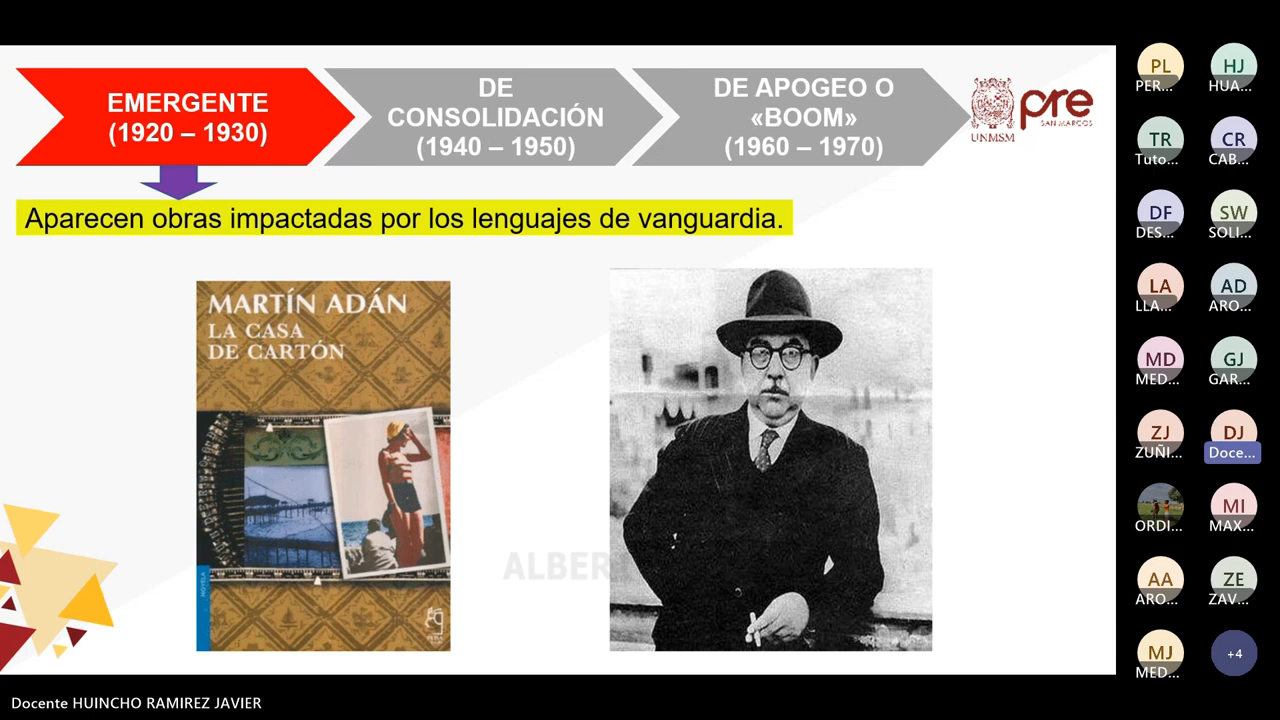 EMERGENTE
(1920 – 1930)
DE
CONSOLIDACIÓN
(1940 – 1950)
DE APOGEO O
«BOOM»
(1960 – 1970)
UNMSM
pre
SAN MARCOS
Aparecen obras impactadas por los lenguajes de vanguardia.
MARTÍN ADÁN
LA CASA
DE CARTÓN
NOVELA
PEISA
ALBER
PL
PER...
HJ
HUA...
TR
Tuto...
CR
CAB...
DF
DES...
SW
SOLI...
LA
LLA...
AD
ARO...
MD
MED...
GJ
GAR...
ZJ
ZUÑI...
DJ
Doce...
ORDI...
MI
MAX...
AA
ARO...
ZE
ZAV...
MJ
MED...
+4
Docente HUINCHO RAMIREZ JAVIER